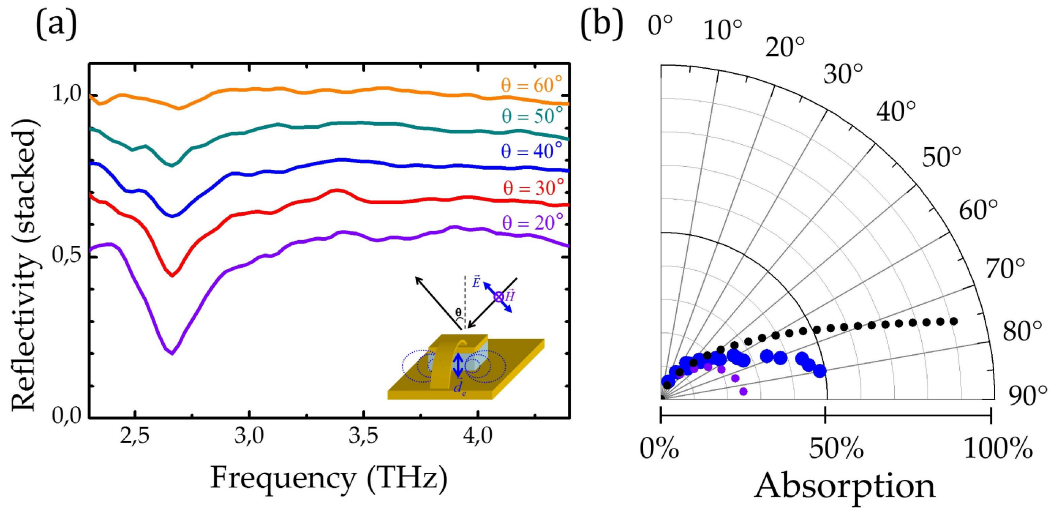 (a)
Reflectivity (stacked)
1,0
0,5
0,0
θ = 60°
θ = 50°
θ = 40°
θ = 30°
θ = 20°
E⃗
H⃗
θ
d_e
2,5 3,0 3,5 4,0
Frequency (THz)
(b)
0°
10°
20°
30°
40°
50°
60°
70°
80°
90°
0% 50% 100%
Absorption